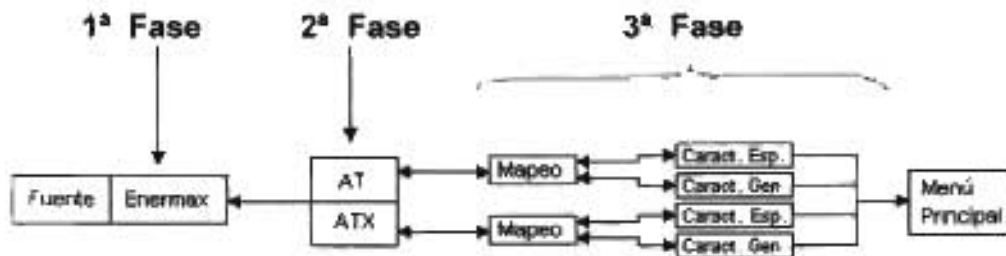 1ª Fase
2ª Fase
3ª Fase
Fuente
Enermax
AT
ATX
Mapeo
Mapeo
Caract. Esp.
Caract. Gen
Caract. Esp.
Caract. Gen
Menú
Principal